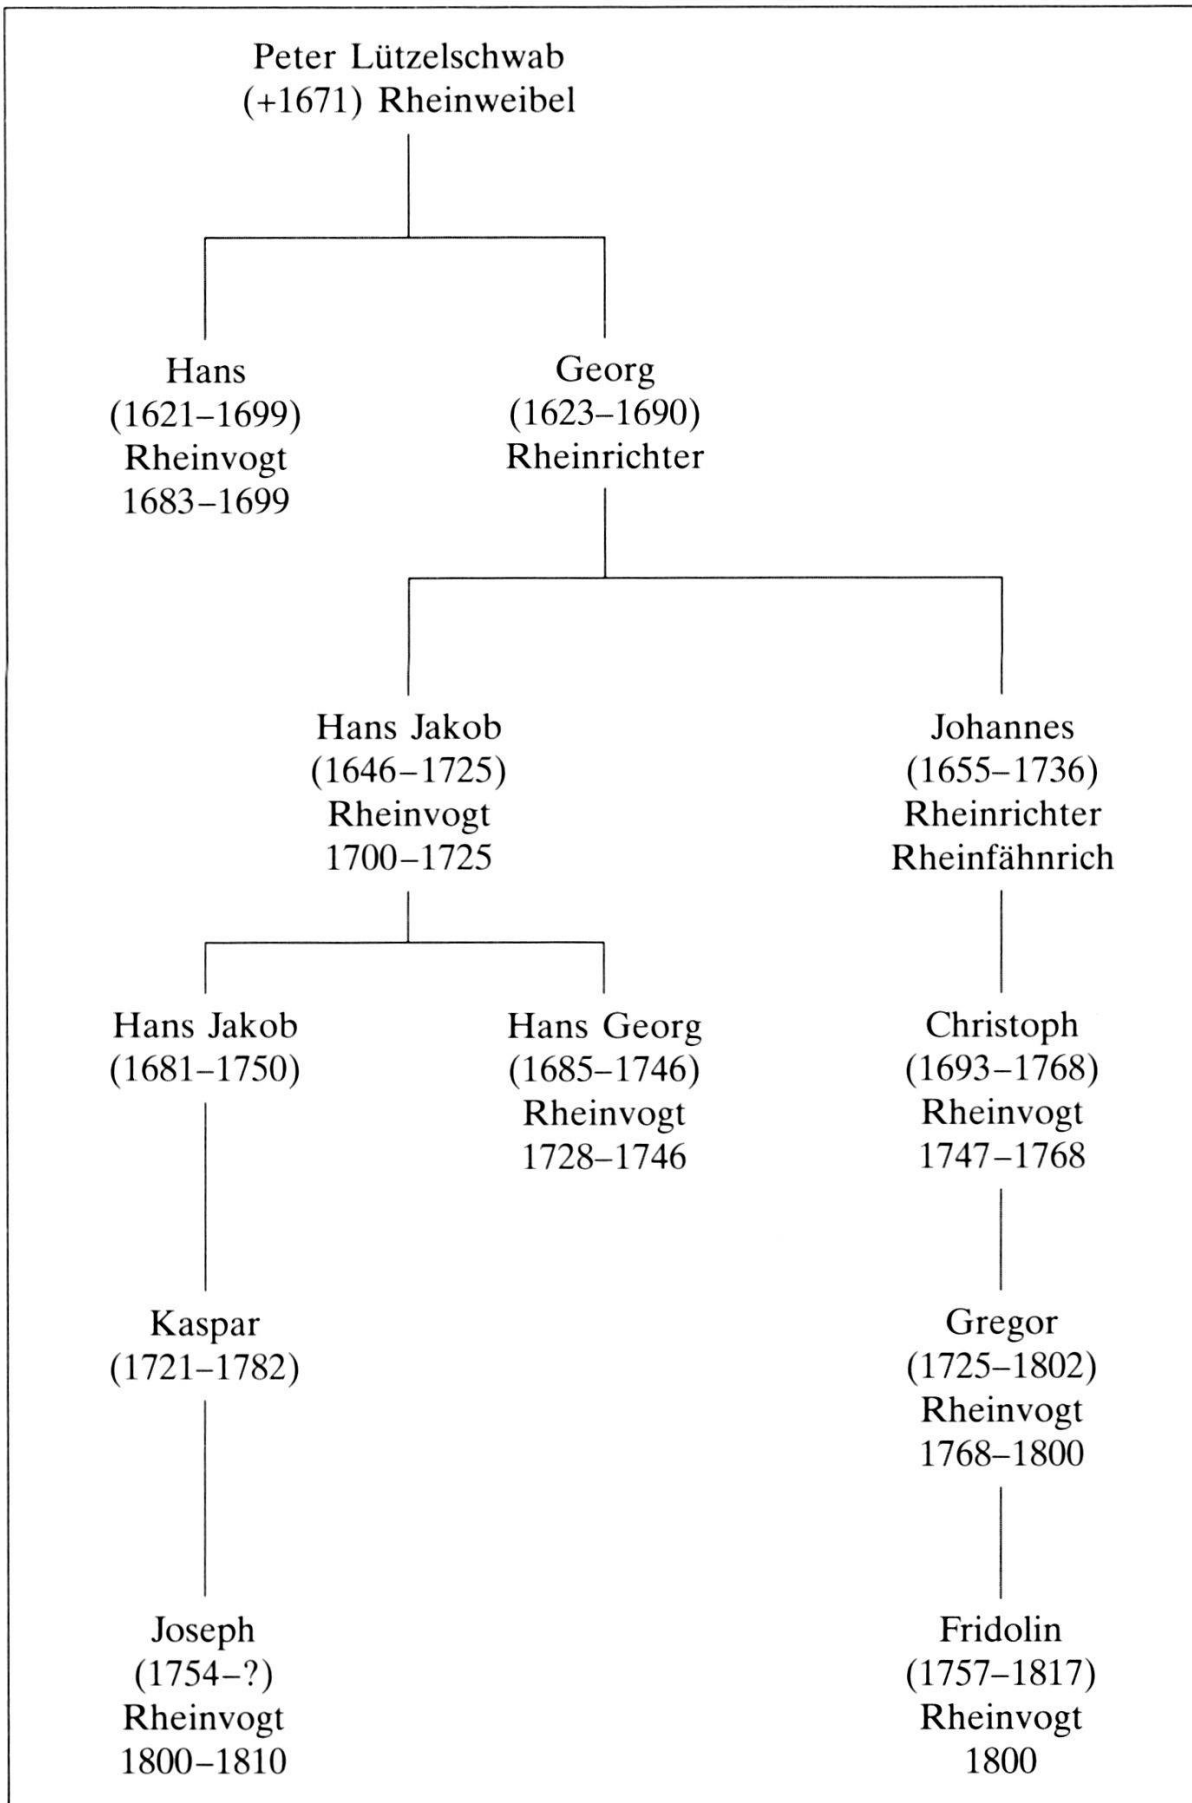 Peter Lützelschwab
(+1671) Rheinweibel
Hans
(1621–1699)
Rheinvogt
1683–1699
Georg
(1623–1690)
Rheinrichter
Hans Jakob
(1646–1725)
Rheinvogt
1700–1725
Johannes
(1655–1736)
Rheinrichter
Rheinfähnrich
Hans Jakob
(1681–1750)
Hans Georg
(1685–1746)
Rheinvogt
1728–1746
Christoph
(1693–1768)
Rheinvogt
1747–1768
Kaspar
(1721–1782)
Gregor
(1725–1802)
Rheinvogt
1768–1800
Joseph
(1754–?)
Rheinvogt
1800–1810
Fridolin
(1757–1817)
Rheinvogt
1800